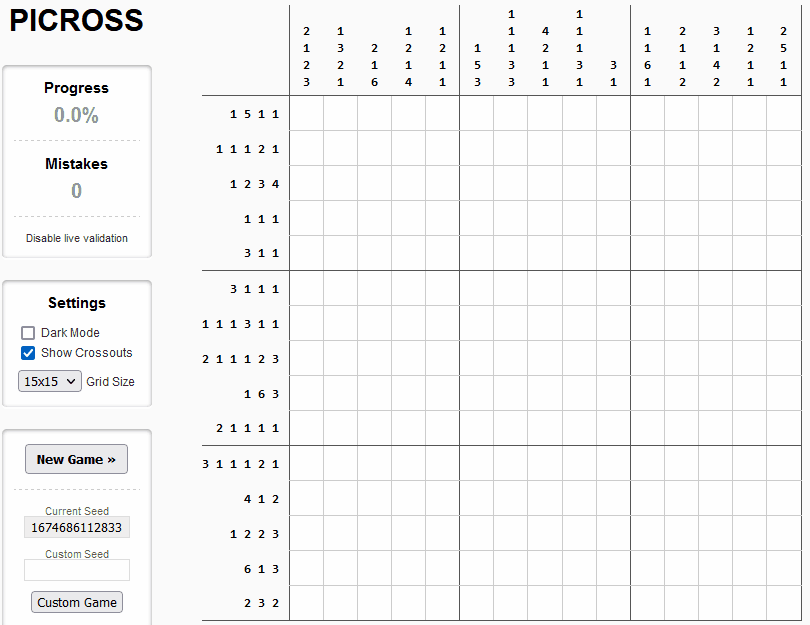 PICROSS
Progress
0.0%
Mistakes
0
Disable live validation
Settings
Dark Mode
Show Crossouts
15x15 Grid Size
New Game »
Current Seed
1674686112833
Custom Seed
Custom Game
1 1
2 1 1 1 1 4 1 1 2 3 1 2
1 3 2 2 2 1 1 2 1 1 1 1 2 5
2 2 1 2 1 5 3 1 3 3 6 1 4 1 1
3 1 6 4 1 3 3 1 1 1 1 2 2 1 1
1 5 1 1
1 1 1 2 1
1 2 3 4
1 1 1
3 1 1
3 1 1 1
1 1 1 3 1 1
2 1 1 1 2 3
1 6 3
2 1 1 1 1
3 1 1 1 2 1
4 1 2
1 2 2 3
6 1 3
2 3 2